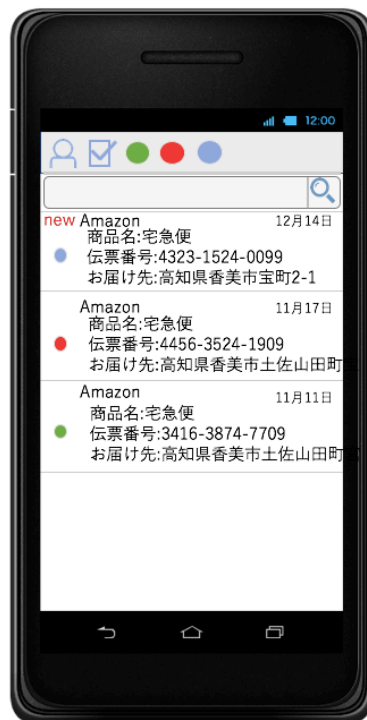 12:00
new Amazon 12月14日
商品名:宅急便
伝票番号:4323-1524-0099
お届け先:高知県香美市宝町2-1
Amazon 11月17日
商品名:宅急便
伝票番号:4456-3524-1909
お届け先:高知県香美市土佐山田町
Amazon 11月11日
商品名:宅急便
伝票番号:3416-3874-7709
お届け先:高知県香美市土佐山田町